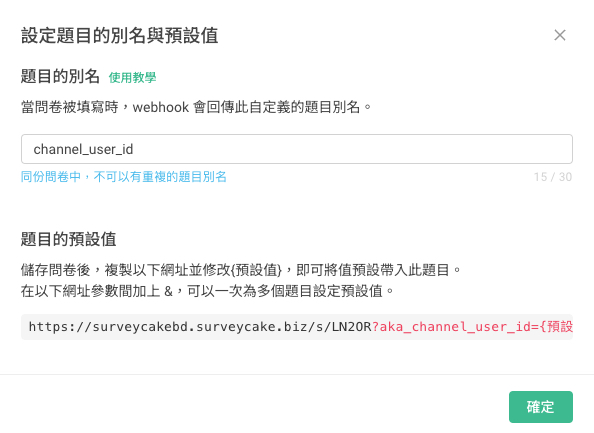 設定題目的別名與預設值
題目的別名 使用教學
當問卷被填寫時，webhook 會回傳此自定義的題目別名。
channel_user_id
同份問卷中，不可以有重複的題目別名 15 / 30
題目的預設值
儲存問卷後，複製以下網址並修改{預設值}，即可將值預設帶入此題目。
在以下網址參數間加上 &，可以一次為多個題目設定預設值。
https://surveycakebd.surveycake.biz/s/LN2OR?aka_channel_user_id={預設
確定